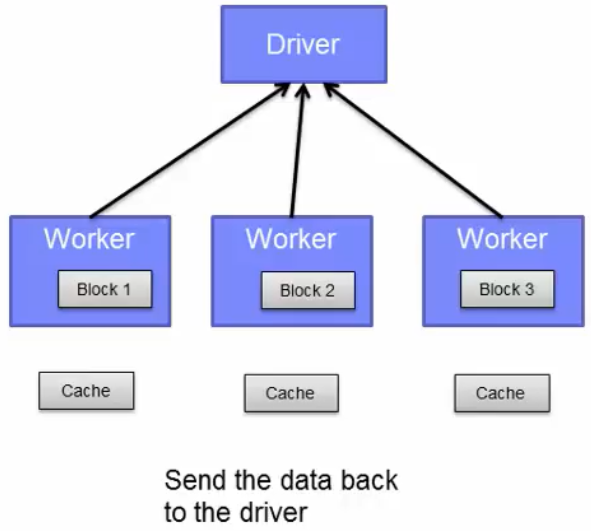 Driver
Worker
Worker
Worker
Block 1
Block 2
Block 3
Cache
Cache
Cache
Send the data back
to the driver